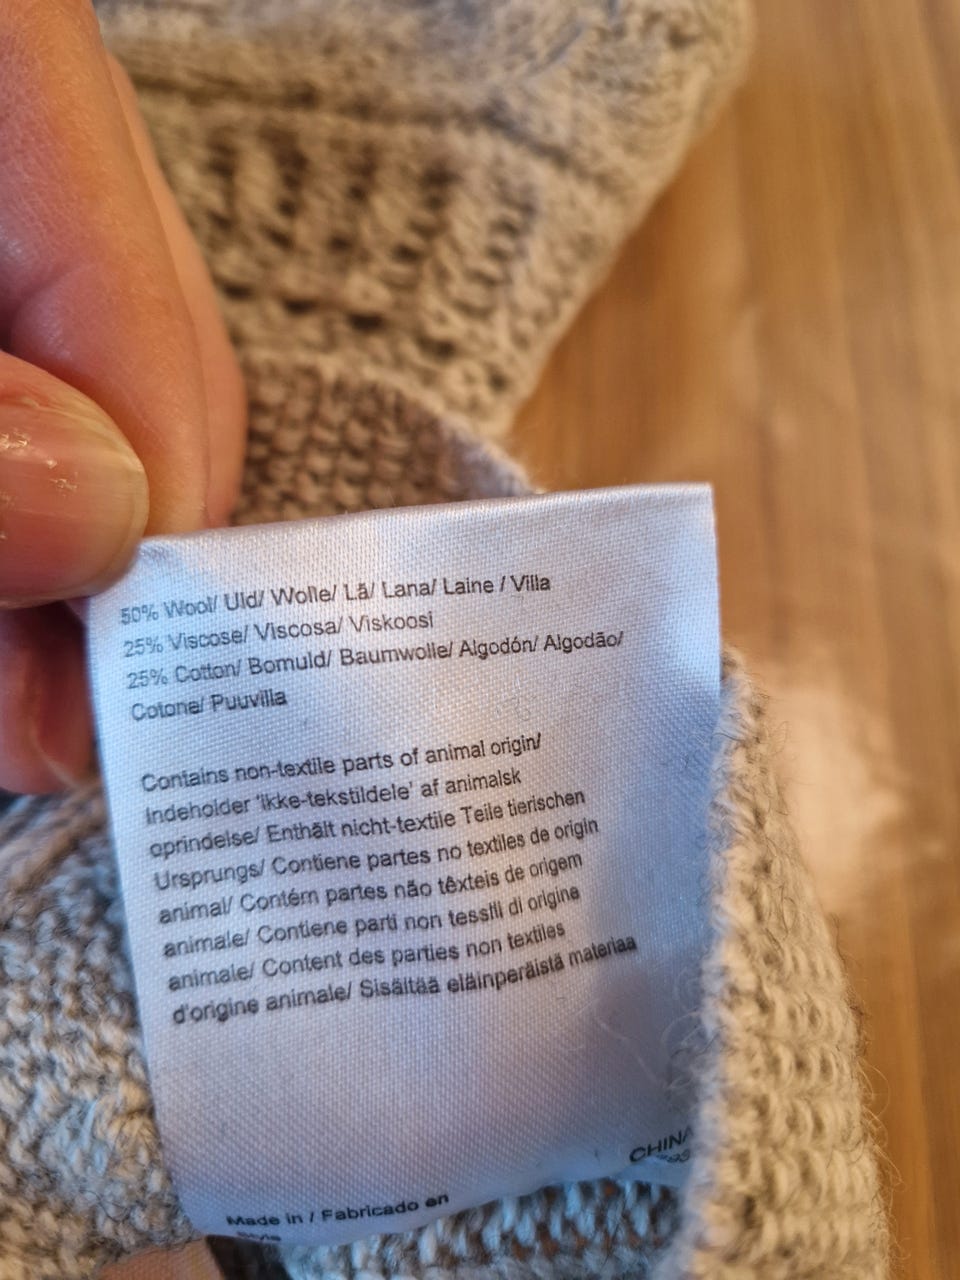 50% Wool/ Uld/ Wolle/ Lã/ Lana/ Laine / Villa
25% Viscose/ Viscosa/ Viskoosi
25% Cotton/ Bomuld/ Baumwolle/ Algodón/ Algodão/
Cotone/ Puuvilla
Contains non-textile parts of animal origin/
Indeholder 'ikke-tekstildele' af animalsk
oprindelse/ Enthält nicht-textile Teile tierischen
Ursprungs/ Contiene partes no textiles de origin
animal/ Contém partes não têxteis de origem
animale/ Contiene parti non tessili di origine
animale/ Content des parties non textiles
d'origine animale/ Sisältää eläinperäistä materiaa
Made in / Fabricado en
CHINA
Style